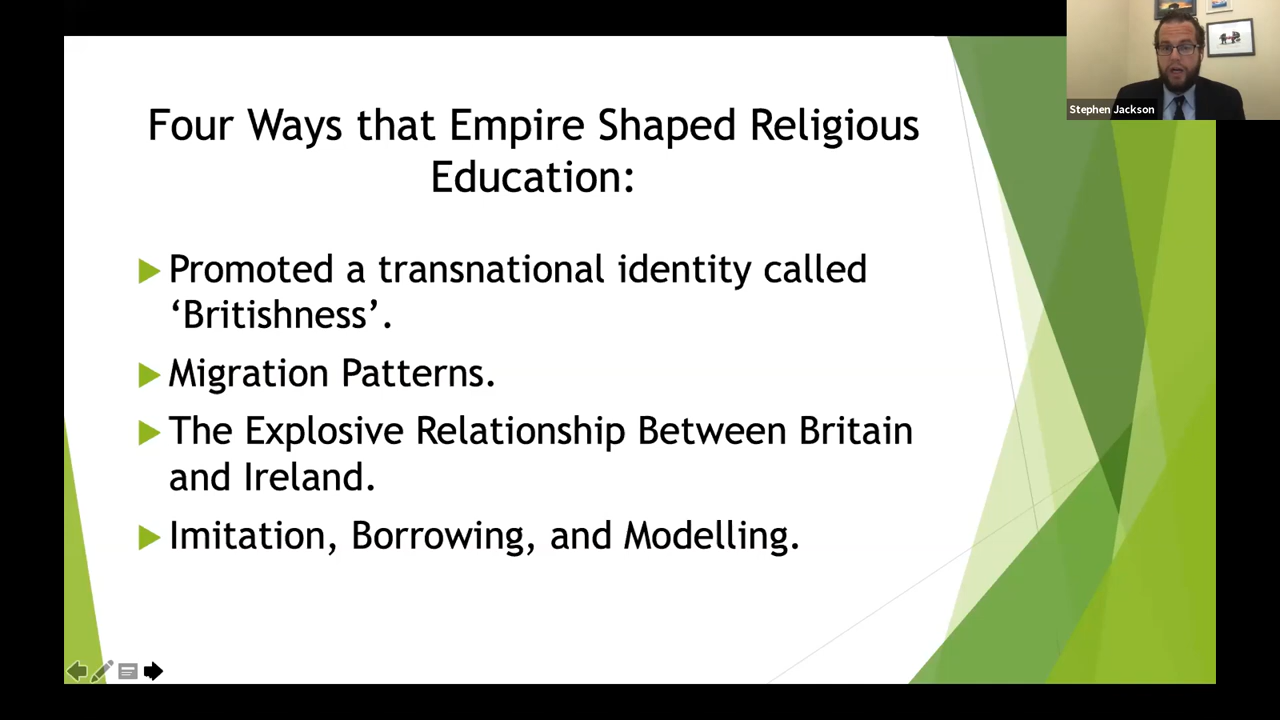 Stephen Jackson
Four Ways that Empire Shaped Religious
Education:
Promoted a transnational identity called
‘Britishness’.
Migration Patterns.
The Explosive Relationship Between Britain
and Ireland.
Imitation, Borrowing, and Modelling.